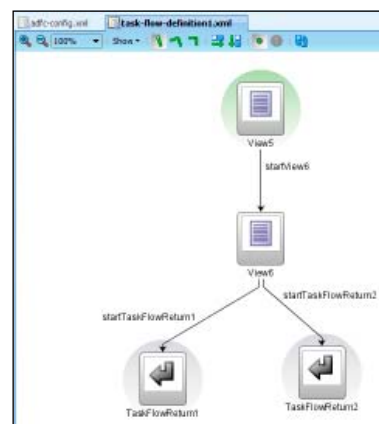 adfc-config.xml
task-flow-definition1.xml
100%
Show
View5
startView6
View6
startTaskFlowReturn2
startTaskFlowReturn1
TaskFlowReturn1
TaskFlowReturn2